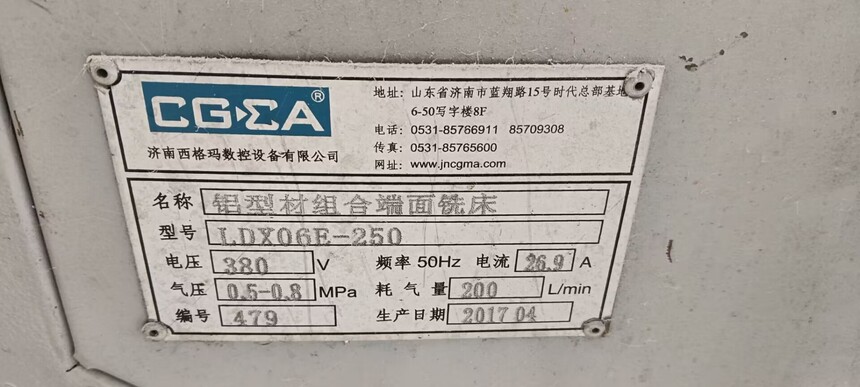 CGΣA®
济南西格玛数控设备有限公司
地址: 山东省济南市蓝翔路15号时代总部基地
6-50写字楼8F
电话: 0531-85766911 85709308
传真: 0531-85765600
网址: www.jncgma.com
名称 铝型材组合端面铣床
型号 LDX06E-250
电压 380 V 频率 50Hz 电流 26.9 A
气压 0.5-0.8 MPa 耗气量 200 L/min
编号 479 生产日期 2017 04